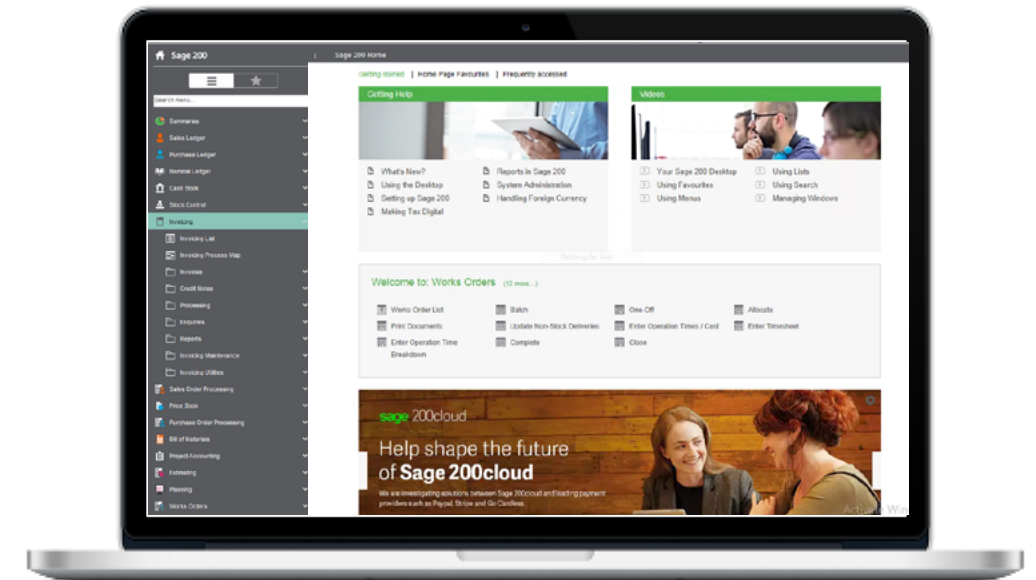 Sage 200
Sage 200 Home
Search menu...
Summaries
Sales Ledger
Purchase Ledger
Nominal Ledger
Cash Book
Stock Control
Invoicing
Invoicing List
Invoicing Process Map
Invoices
Credit Notes
Processing
Enquiries
Reports
Invoicing Maintenance
Invoicing Utilities
Sales Order Processing
Price Book
Purchase Order Processing
Bill of Materials
Project Accounting
Estimating
Planning
Works Orders
Getting started | Home Page Favourites | Frequently accessed
Getting Help
What's New?
Using the Desktop
Setting up Sage 200
Making Tax Digital
Reports in Sage 200
System Administration
Handling Foreign Currency
Videos
Your Sage 200 Desktop
Using Favourites
Using Menus
Using Lists
Using Search
Managing Windows
Rectangular Snip
Welcome to: Works Orders (12 more...)
Works Order List
Batch
One-Off
Allocate
Print Documents
Update Non-Stock Deliveries
Enter Operation Times / Cost
Enter Timesheet
Enter Operation Time
Breakdown
Complete
Close
sage 200cloud
Help shape the future
of Sage 200cloud
We are investigating solutions between Sage 200cloud and leading payment
providers such as Paypal, Stripe and Go Cardless.